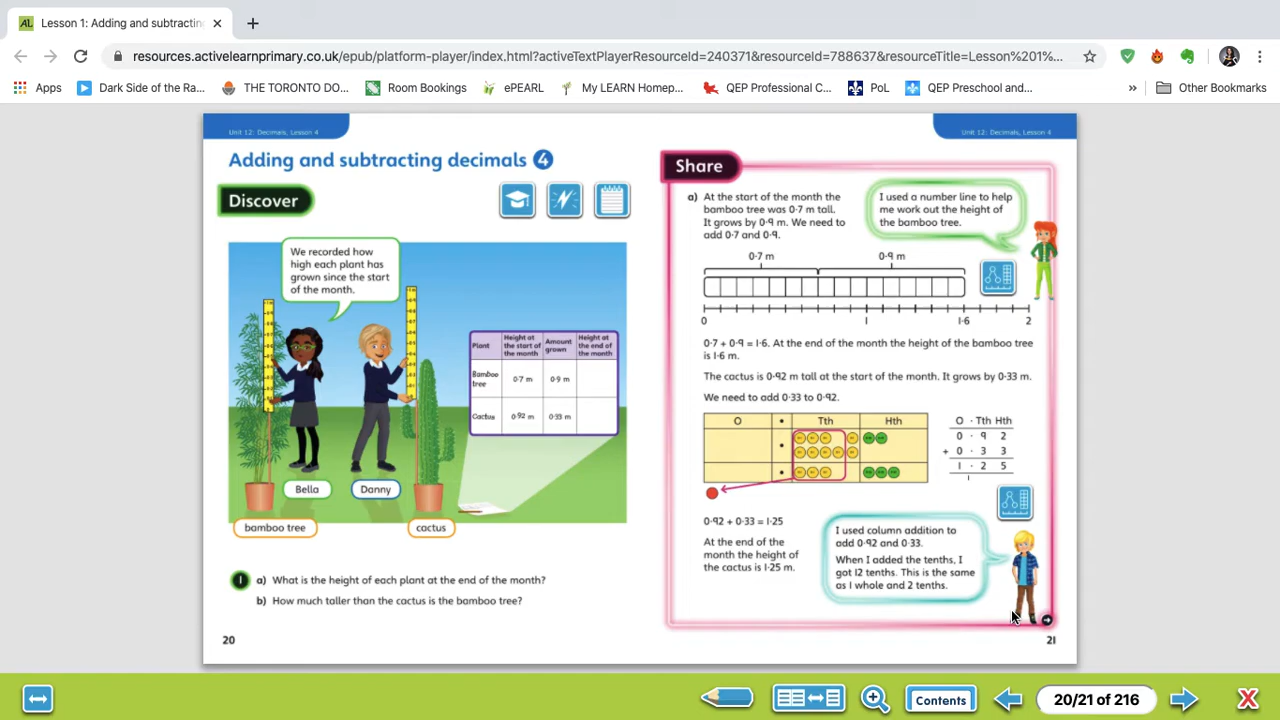 Lesson 1: Adding and subtractin
resources.activelearnprimary.co.uk/epub/platform-player/index.html?activeTextPlayerResourceId=240371&resourceId=788637&resourceTitle=Lesson%201%...
Apps
Dark Side of the Ra...
THE TORONTO DO...
Room Bookings
ePEARL
My LEARN Homep...
QEP Professional C...
PoL
QEP Preschool and...
»
Other Bookmarks
Unit 12: Decimals, Lesson 4
Adding and subtracting decimals 4
Discover
We recorded how
high each plant has
grown since the start
of the month.
Plant
Height at
the start of
the month
Amount
grown
Height at
the end of
the month
Bamboo
tree
0·7 m
0·9 m
Cactus
0·92 m
0·33 m
Bella
Danny
bamboo tree
cactus
1 a) What is the height of each plant at the end of the month?
b) How much taller than the cactus is the bamboo tree?
20
Unit 12: Decimals, Lesson 4
Share
a) At the start of the month the
bamboo tree was 0·7 m tall.
It grows by 0·9 m. We need to
add 0·7 and 0·9.
I used a number line to help
me work out the height of
the bamboo tree.
0·7 m 0·9 m
0 1 1·6 2
0·7 + 0·9 = 1·6. At the end of the month the height of the bamboo tree
is 1·6 m.
The cactus is 0·92 m tall at the start of the month. It grows by 0·33 m.
We need to add 0·33 to 0·92.
O · Tth Hth
·
·
O · Tth Hth
0 · 9 2
+ 0 · 3 3
1 · 2 5
1
0·92 + 0·33 = 1·25
At the end of the
month the height of
the cactus is 1·25 m.
I used column addition to
add 0·92 and 0·33.
When I added the tenths, I
got 12 tenths. This is the same
as 1 whole and 2 tenths.
21
Contents
20/21 of 216
X